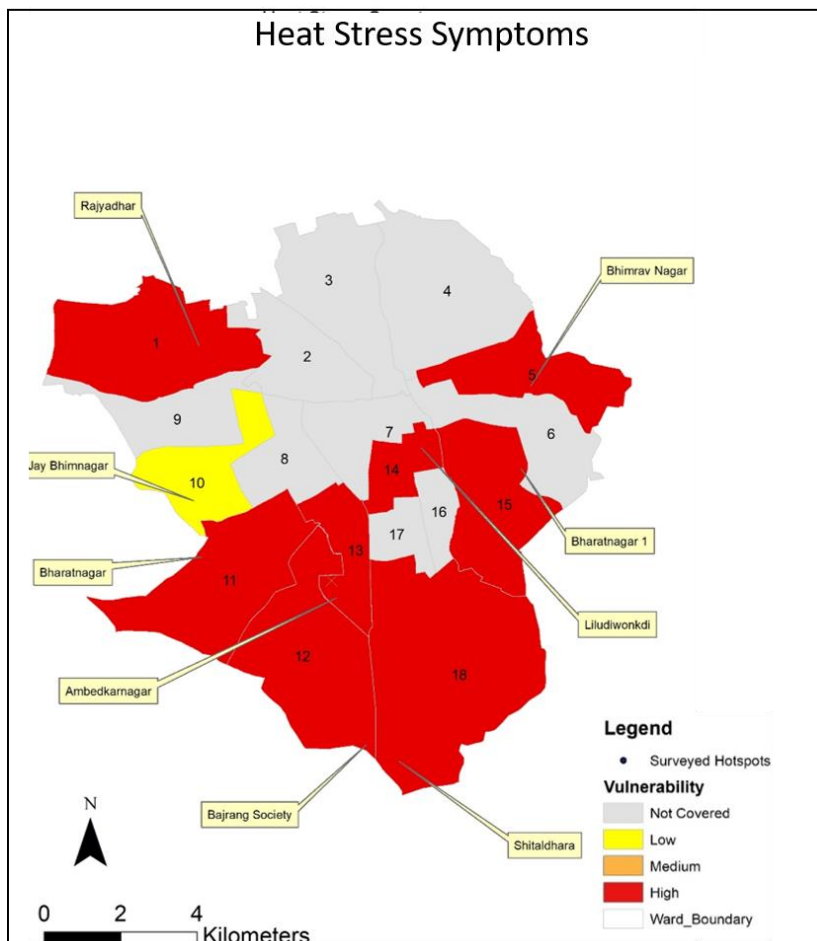 Heat Stress Symptoms
Rajyadhar
Bhimrav Nagar
3
4
1
2
5
9
7
6
8
Jay Bhimnagar
10
14
15
16
17
Bharatnagar 1
13
Bharatnagar
11
Liludiwonkdi
12
18
Ambedkarnagar
Legend
Surveyed Hotspots
Vulnerability
Not Covered
Bajrang Society
Low
Shitaldhara
Medium
High
Ward_Boundary
N
0 2 4
Kilometers